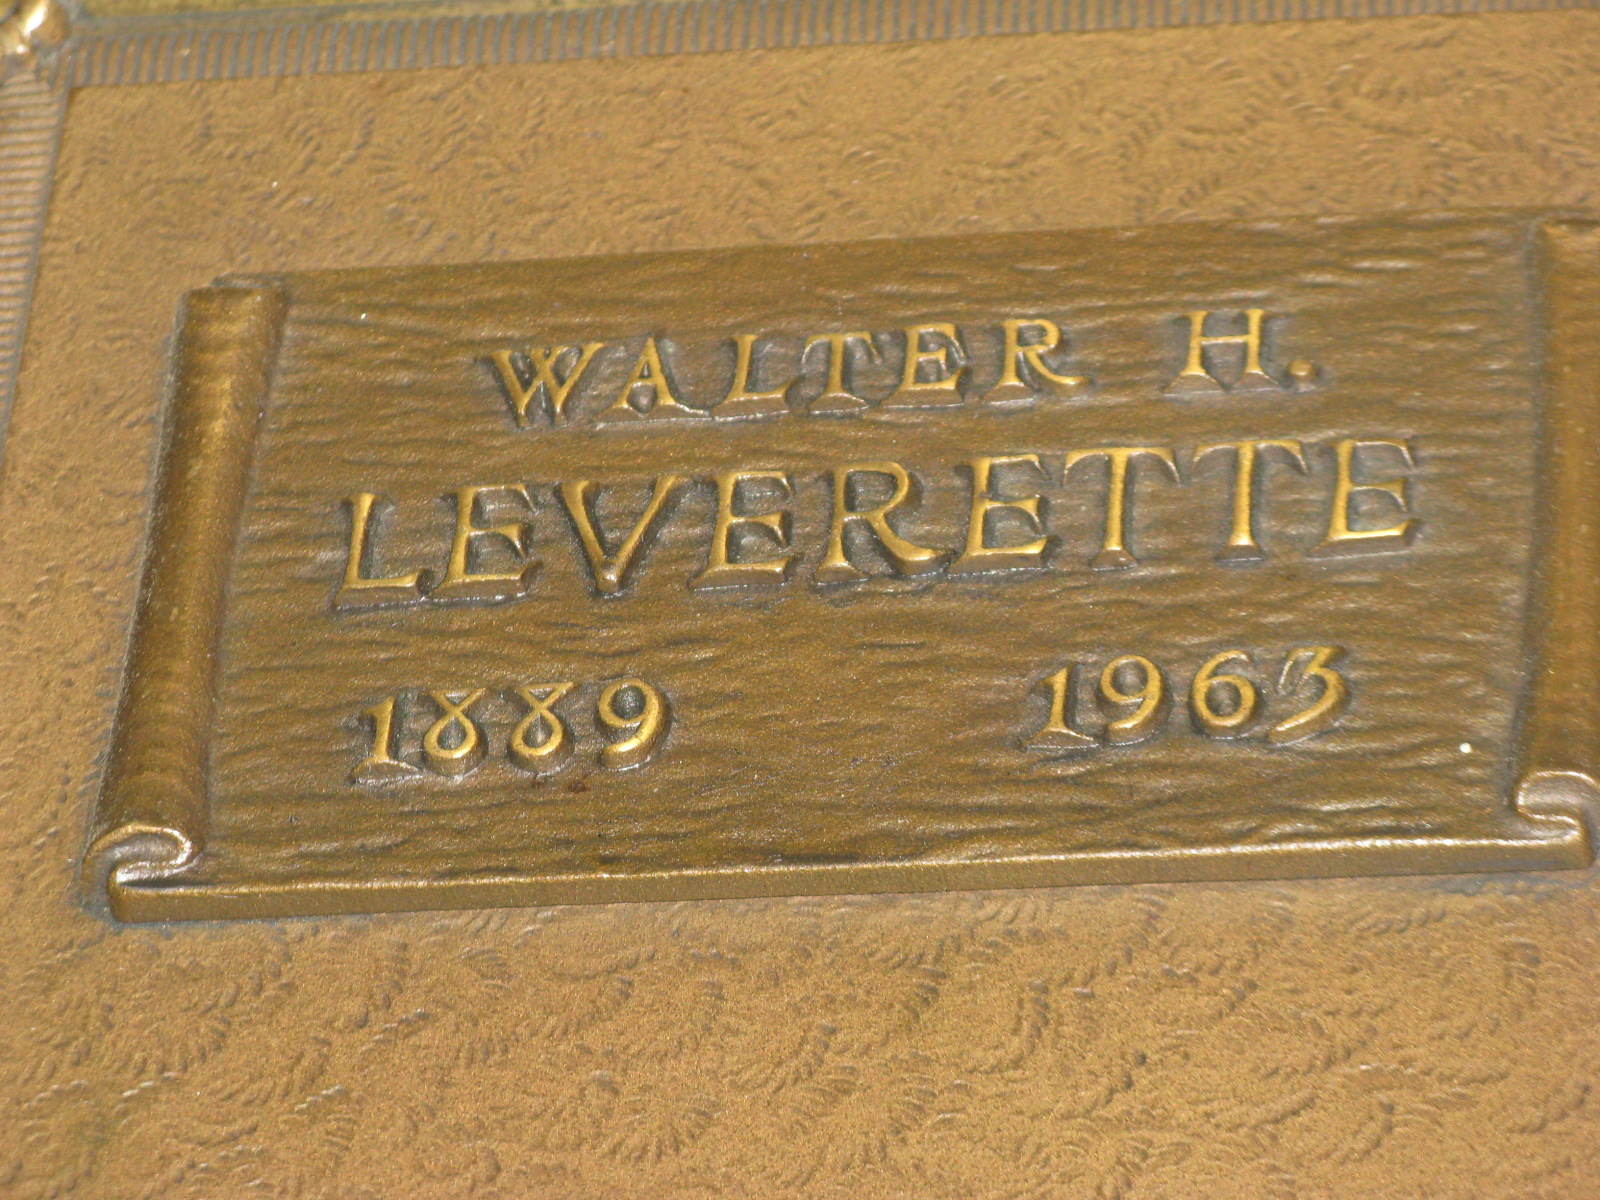 WALTER H.
LEVERETTE
1889 1963